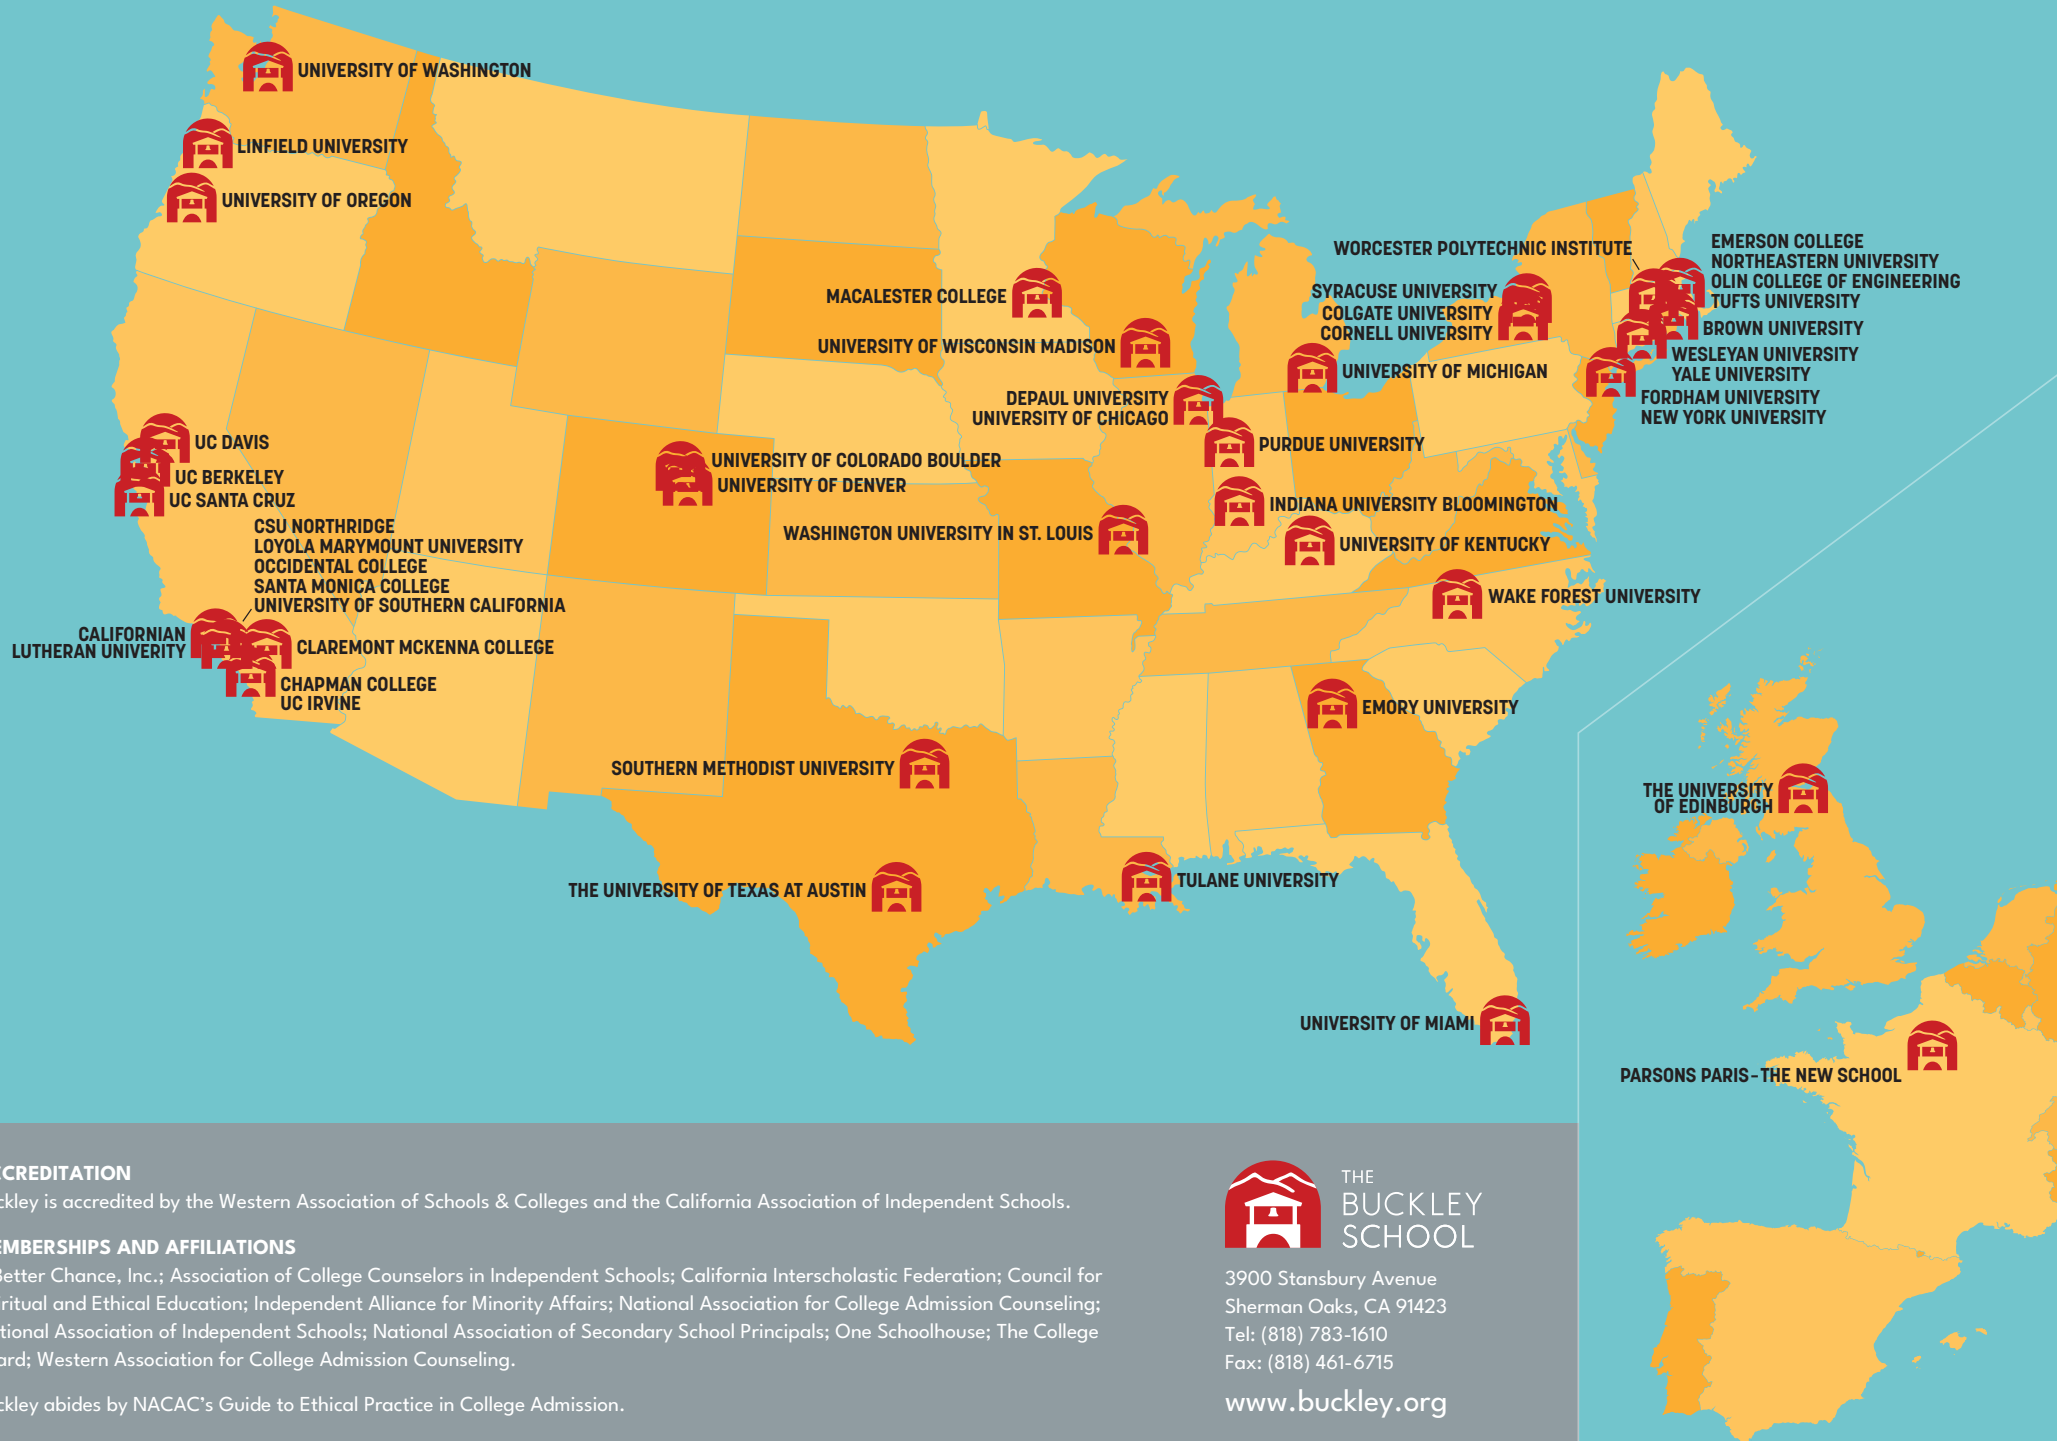 UNIVERSITY OF WASHINGTON
LINFIELD UNIVERSITY
UNIVERSITY OF OREGON
UC DAVIS
UC BERKELEY
UC SANTA CRUZ
CSU NORTHRIDGE
LOYOLA MARYMOUNT UNIVERSITY
OCCIDENTAL COLLEGE
SANTA MONICA COLLEGE
UNIVERSITY OF SOUTHERN CALIFORNIA
CALIFORNIAN
LUTHERAN UNIVERITY
CLAREMONT MCKENNA COLLEGE
CHAPMAN COLLEGE
UC IRVINE
UNIVERSITY OF COLORADO BOULDER
UNIVERSITY OF DENVER
MACALESTER COLLEGE
UNIVERSITY OF WISCONSIN MADISON
DEPAUL UNIVERSITY
UNIVERSITY OF CHICAGO
UNIVERSITY OF MICHIGAN
PURDUE UNIVERSITY
INDIANA UNIVERSITY BLOOMINGTON
WASHINGTON UNIVERSITY IN ST. LOUIS
UNIVERSITY OF KENTUCKY
WAKE FOREST UNIVERSITY
EMORY UNIVERSITY
SOUTHERN METHODIST UNIVERSITY
THE UNIVERSITY OF TEXAS AT AUSTIN
TULANE UNIVERSITY
UNIVERSITY OF MIAMI
WORCESTER POLYTECHNIC INSTITUTE
SYRACUSE UNIVERSITY
COLGATE UNIVERSITY
CORNELL UNIVERSITY
EMERSON COLLEGE
NORTHEASTERN UNIVERSITY
OLIN COLLEGE OF ENGINEERING
TUFTS UNIVERSITY
BROWN UNIVERSITY
WESLEYAN UNIVERSITY
YALE UNIVERSITY
FORDHAM UNIVERSITY
NEW YORK UNIVERSITY
THE UNIVERSITY
OF EDINBURGH
PARSONS PARIS-THE NEW SCHOOL
CCREDITATION
ckley is accredited by the Western Association of Schools & Colleges and the California Association of Independent Schools.
EMBERSHIPS AND AFFILIATIONS
Better Chance, Inc.; Association of College Counselors in Independent Schools; California Interscholastic Federation; Council for
iritual and Ethical Education; Independent Alliance for Minority Affairs; National Association for College Admission Counseling;
tional Association of Independent Schools; National Association of Secondary School Principals; One Schoolhouse; The College
ard; Western Association for College Admission Counseling.
ckley abides by NACAC's Guide to Ethical Practice in College Admission.
THE
BUCKLEY
SCHOOL
3900 Stansbury Avenue
Sherman Oaks, CA 91423
Tel: (818) 783-1610
Fax: (818) 461-6715
www.buckley.org